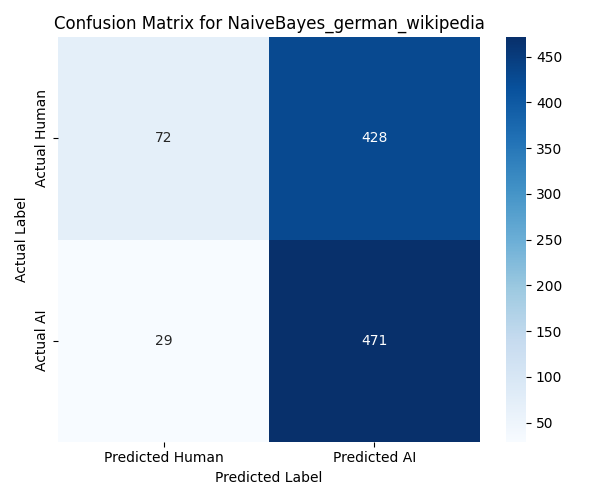 Confusion Matrix for NaiveBayes_german_wikipedia
Actual Label
Actual Human
Actual AI
72
428
29
471
Predicted Human
Predicted AI
Predicted Label
450
400
350
300
250
200
150
100
50